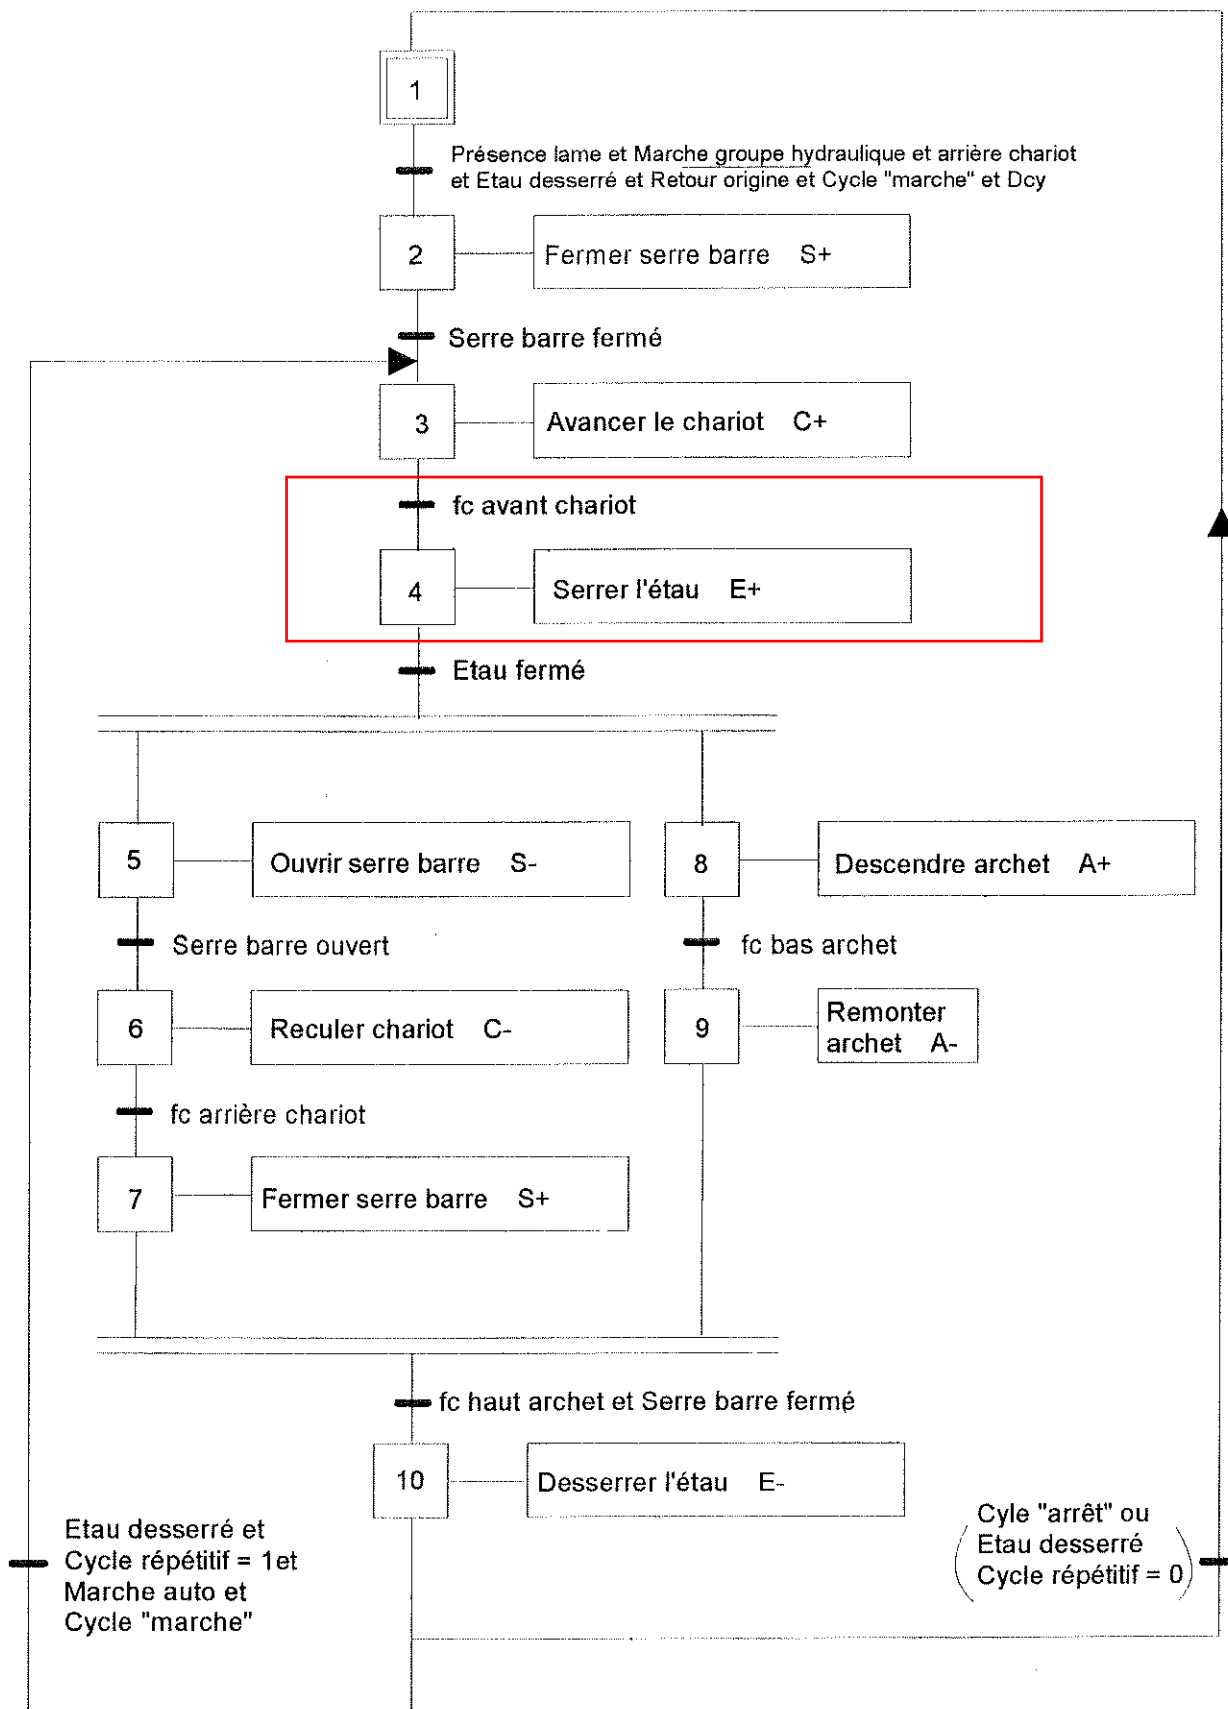 1
Présence lame et Marche groupe hydraulique et arrière chariot
et Etau desserré et Retour origine et Cycle "marche" et Dcy
2
Fermer serre barre S+
Serre barre fermé
3
Avancer le chariot C+
fc avant chariot
4
Serrer l'étau E+
Etau fermé
5
Ouvrir serre barre S-
8
Descendre archet A+
Serre barre ouvert
fc bas archet
6
Reculer chariot C-
9
Remonter
archet A-
fc arrière chariot
7
Fermer serre barre S+
fc haut archet et Serre barre fermé
10
Desserrer l'étau E-
Etau desserré et
Cycle répétitif = 1et
Marche auto et
Cycle "marche"
Cyle "arrêt" ou
Etau desserré
Cycle répétitif = 0